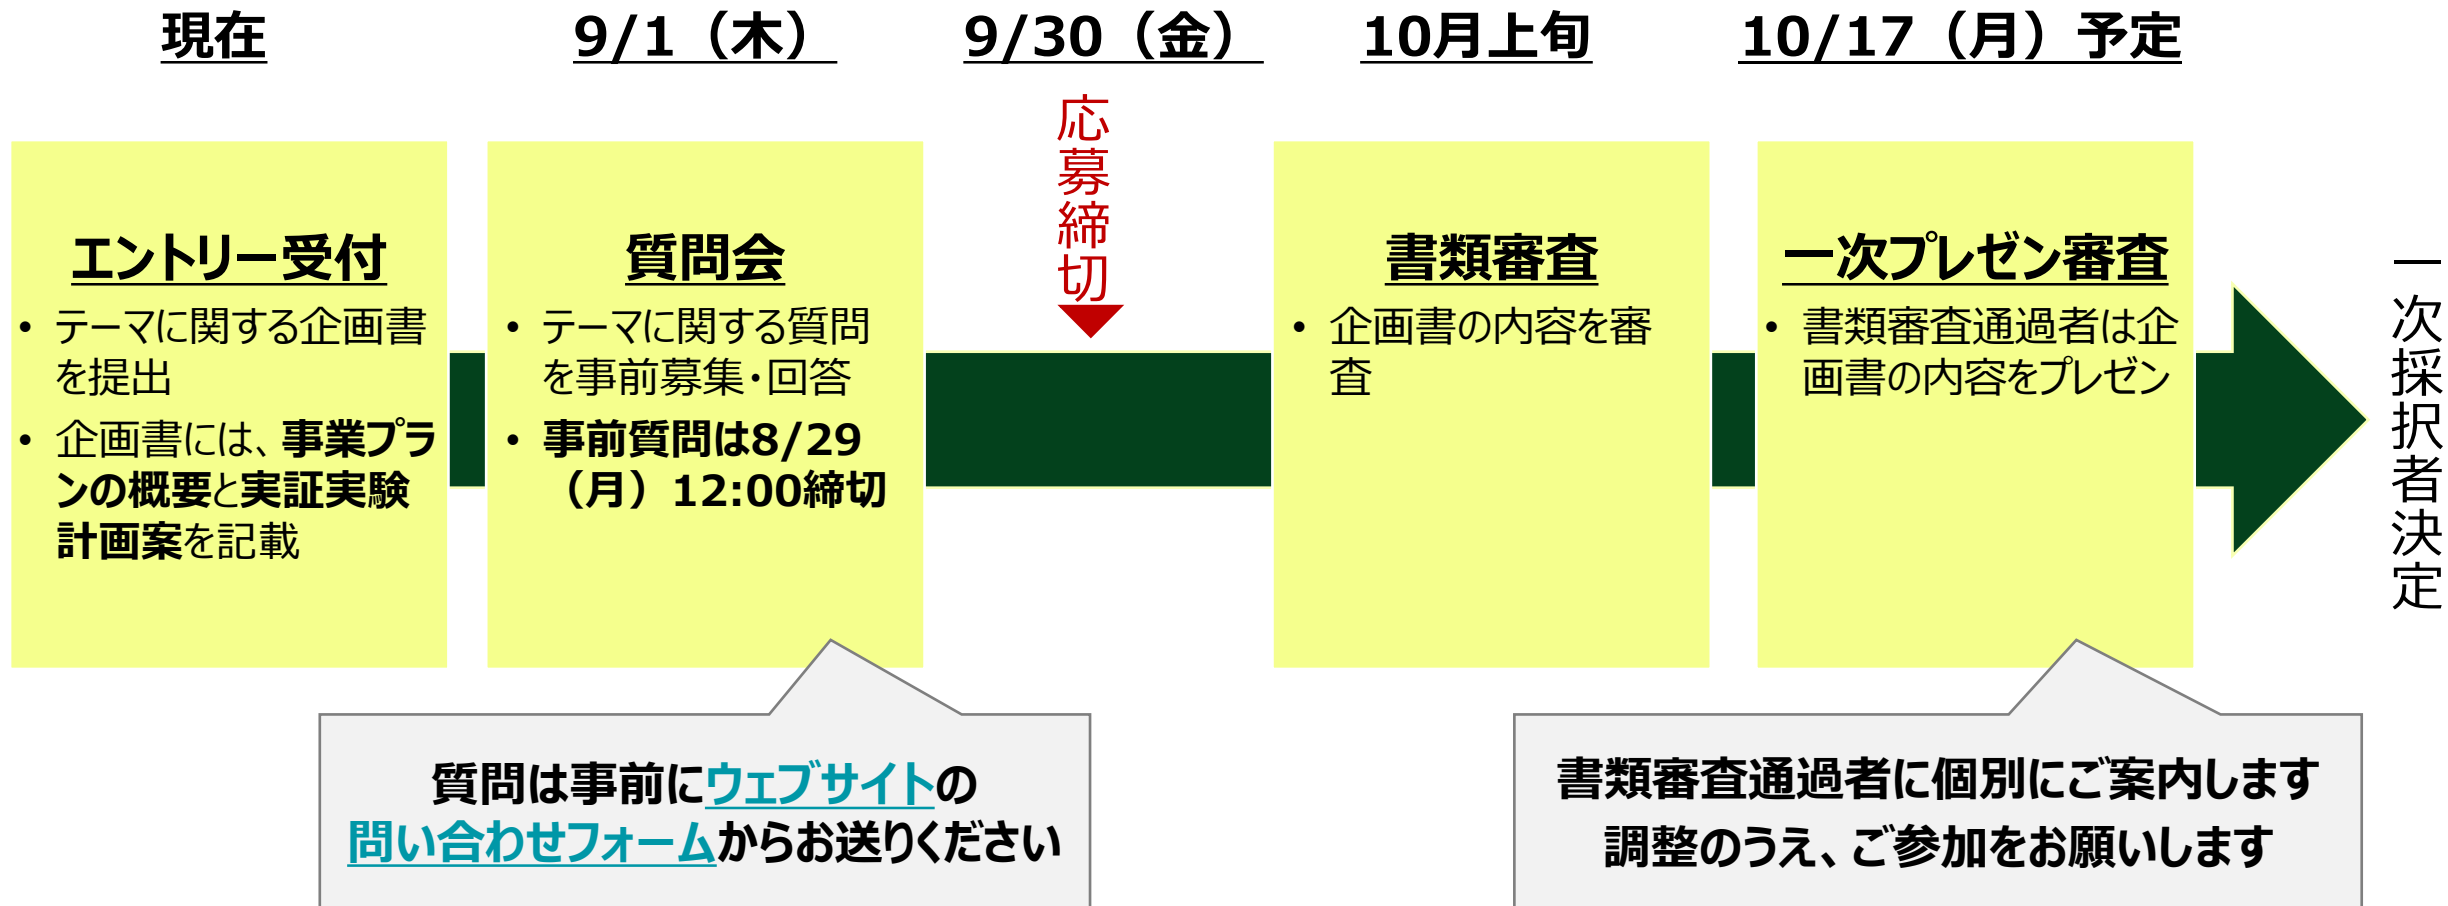 現在
9/1（木）
9/30（金）
10月上旬
10/17（月）予定
応募締切
エントリー受付
• テーマに関する企画書
を提出
• 企画書には、事業プラ
ンの概要と実証実験
計画案を記載
質問会
• テーマに関する質問
を事前募集・回答
• 事前質問は8/29
（月）12:00締切
書類審査
• 企画書の内容を審
査
一次プレゼン審査
• 書類審査通過者は企
画書の内容をプレゼン
一次採択者決定
質問は事前にウェブサイトの
問い合わせフォームからお送りください
書類審査通過者に個別にご案内します
調整のうえ、ご参加をお願いします